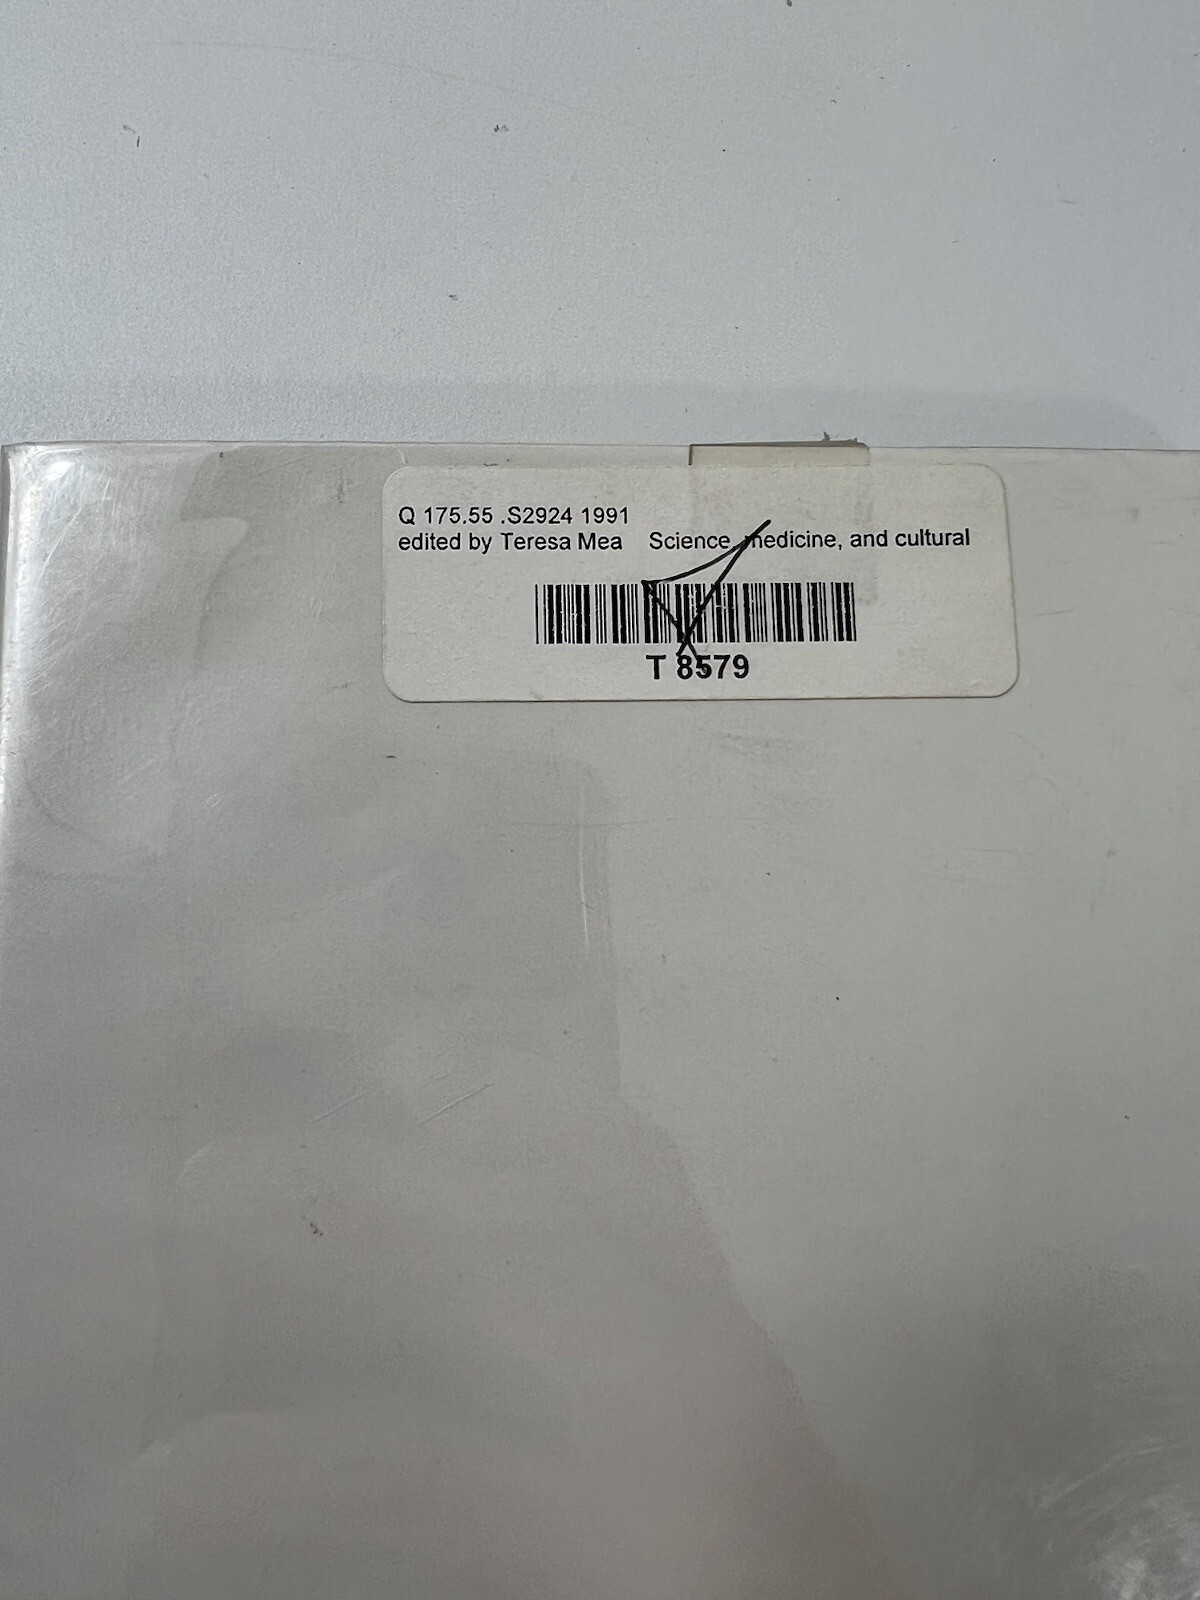 Q 175.55 .S2924 1991
edited by Teresa Mea Science, medicine, and cultural
T 8579